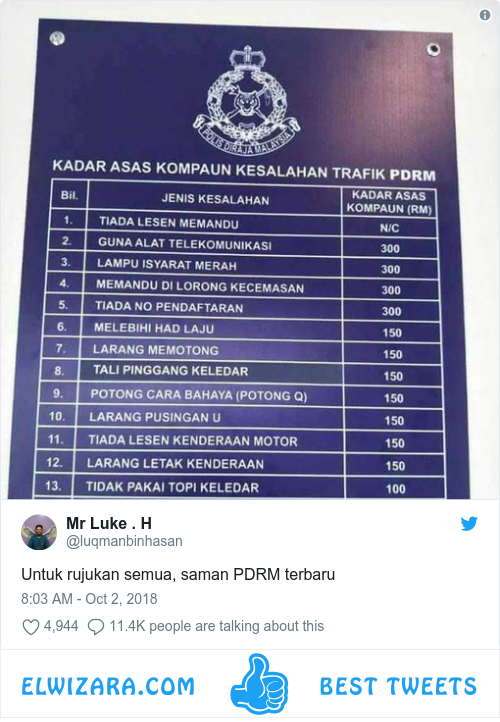 POLIS DIRAJA MALAYSIA
KADAR ASAS KOMPAUN KESALAHAN TRAFIK PDRM
Bil. JENIS KESALAHAN KADAR ASAS KOMPAUN (RM)
1. TIADA LESEN MEMANDU N/C
2. GUNA ALAT TELEKOMUNIKASI 300
3. LAMPU ISYARAT MERAH 300
4. MEMANDU DI LORONG KECEMASAN 300
5. TIADA NO PENDAFTARAN 300
6. MELEBIHI HAD LAJU 150
7. LARANG MEMOTONG 150
8. TALI PINGGANG KELEDAR 150
9. POTONG CARA BAHAYA (POTONG Q) 150
10. LARANG PUSINGAN U 150
11. TIADA LESEN KENDERAAN MOTOR 150
12. LARANG LETAK KENDERAAN 150
13. TIDAK PAKAI TOPI KELEDAR 100
Mr Luke . H
@luqmanbinhasan
Untuk rujukan semua, saman PDRM terbaru
8:03 AM - Oct 2, 2018
4,944 11.4K people are talking about this
ELWIZARA.COM BEST TWEETS